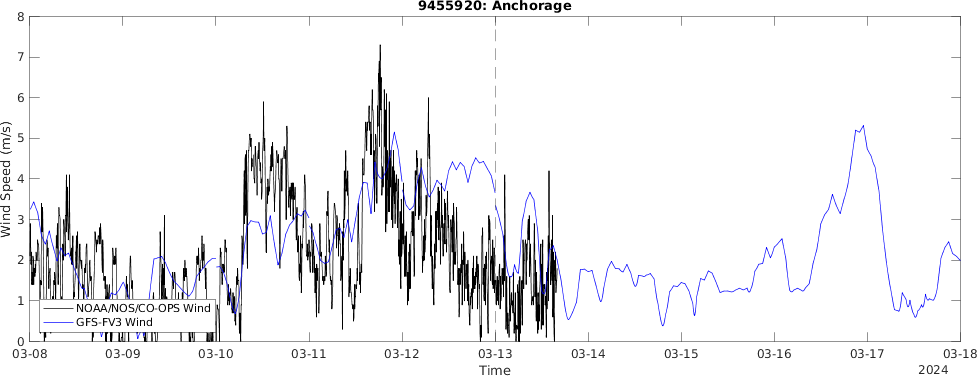 9455920: Anchorage
8
7
6
5
4
3
2
1
0
Wind Speed (m/s)
NOAA/NOS/CO-OPS Wind
GFS-FV3 Wind
03-08 03-09 03-10 03-11 03-12 03-13 03-14 03-15 03-16 03-17 03-18
Time
2024